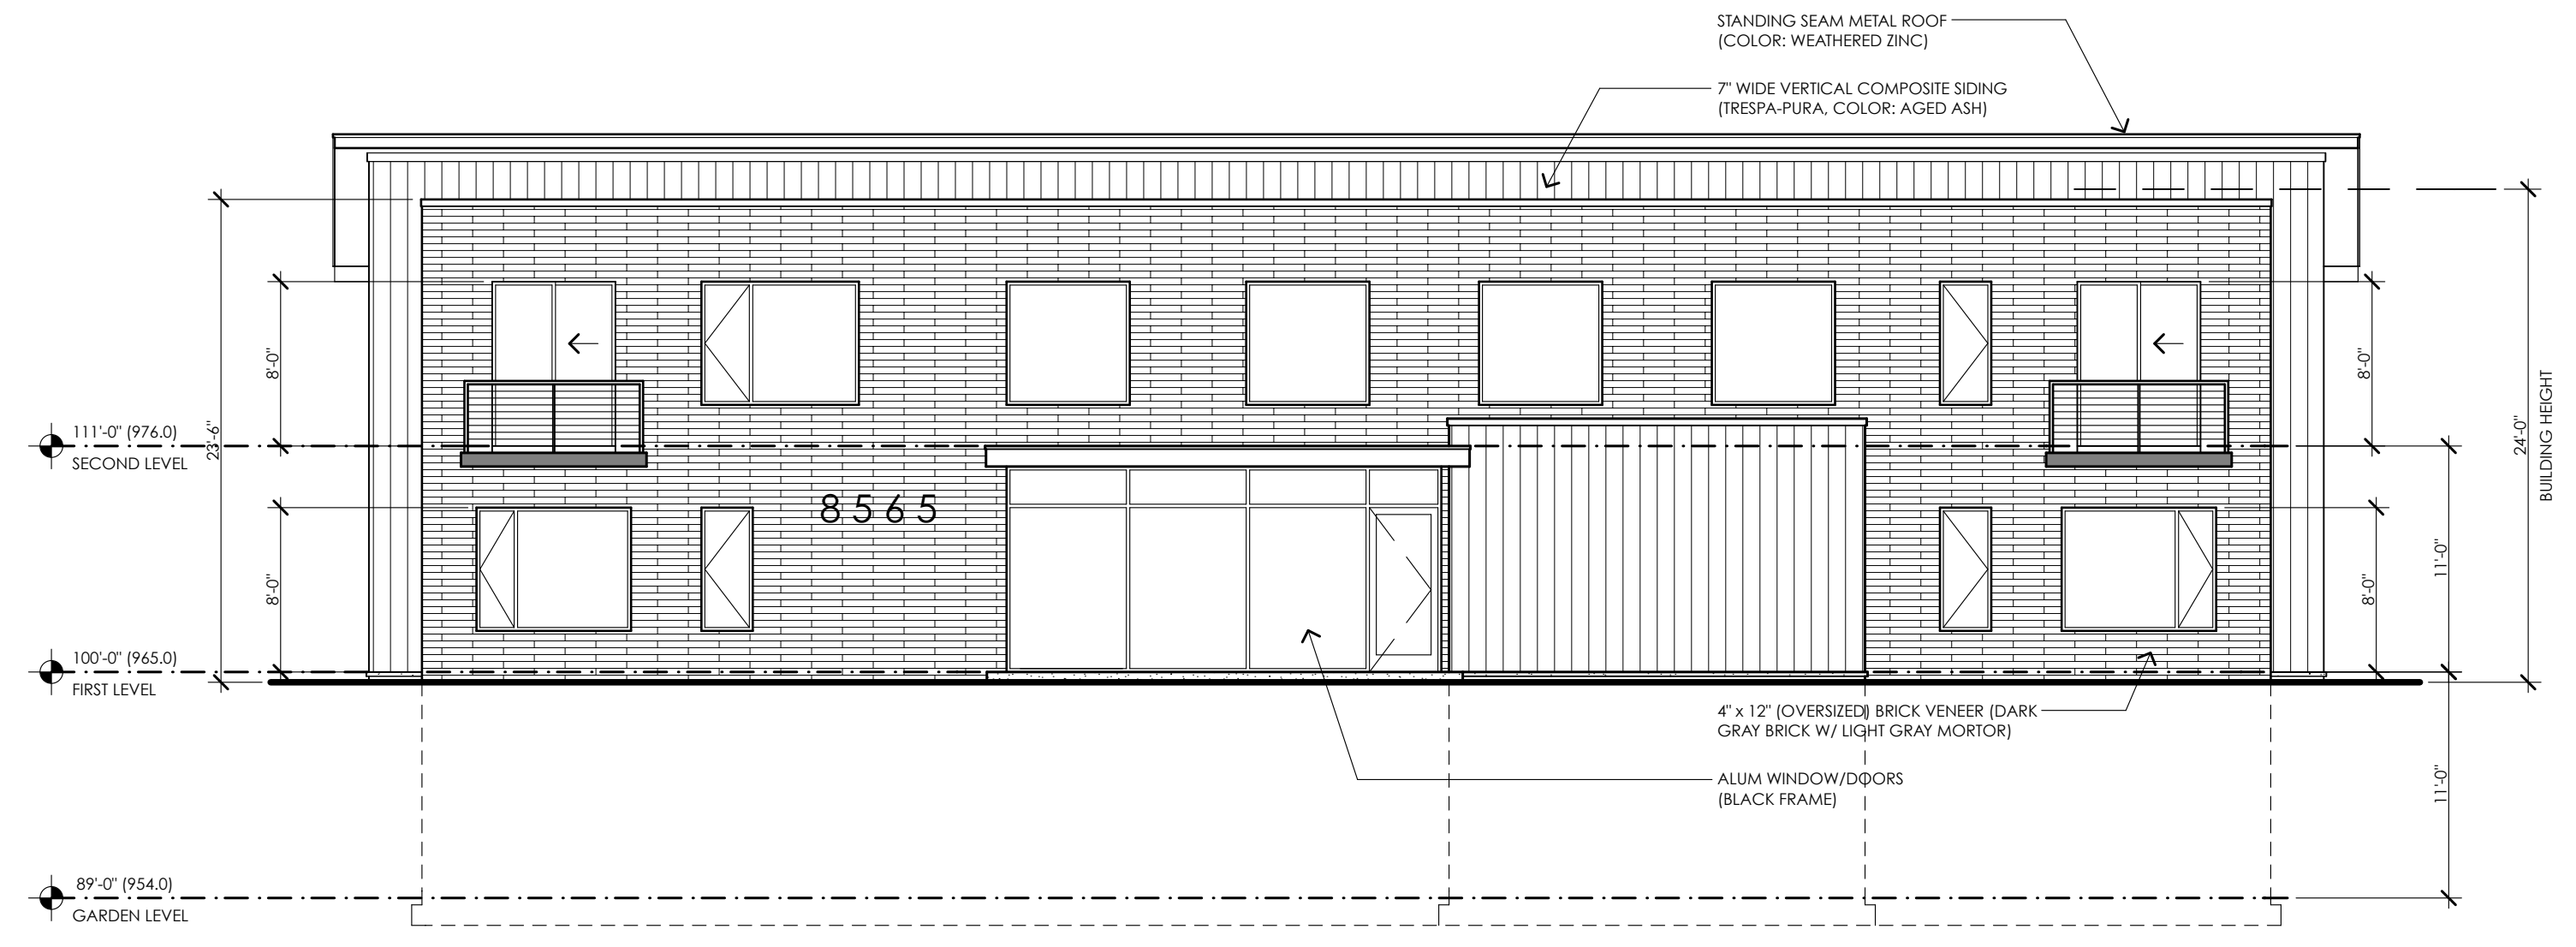 STANDING SEAM METAL ROOF
(COLOR: WEATHERED ZINC)
7" WIDE VERTICAL COMPOSITE SIDING
(TRESPA-PURA, COLOR: AGED ASH)
8'-0"
8'-0"
111'-0" (976.0)
SECOND LEVEL
23'-6"
24'-0"
BUILDING HEIGHT
8565
8'-0"
8'-0"
11'-0"
100'-0" (965.0)
FIRST LEVEL
4" x 12" (OVERSIZED) BRICK VENEER (DARK
GRAY BRICK W/ LIGHT GRAY MORTOR)
ALUM WINDOW/DOORS
(BLACK FRAME)
11'-0"
89'-0" (954.0)
GARDEN LEVEL